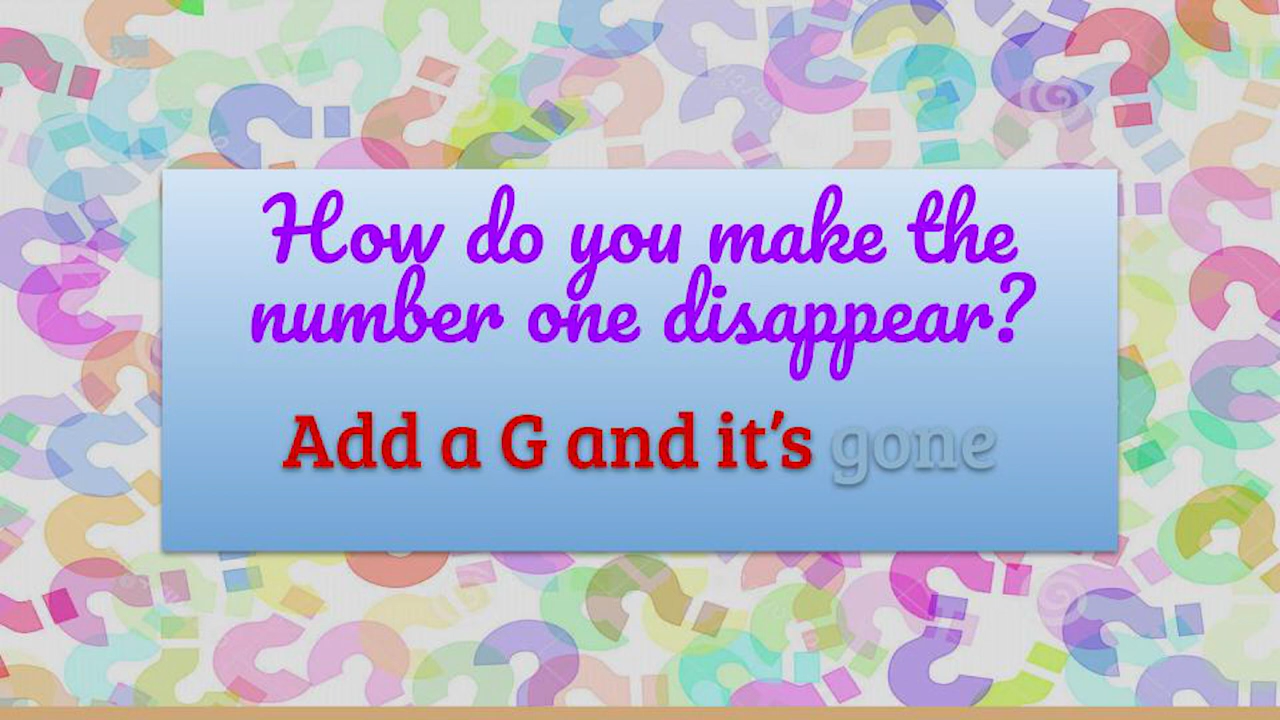 How do you make the
number one disappear?
Add a G and it's gone